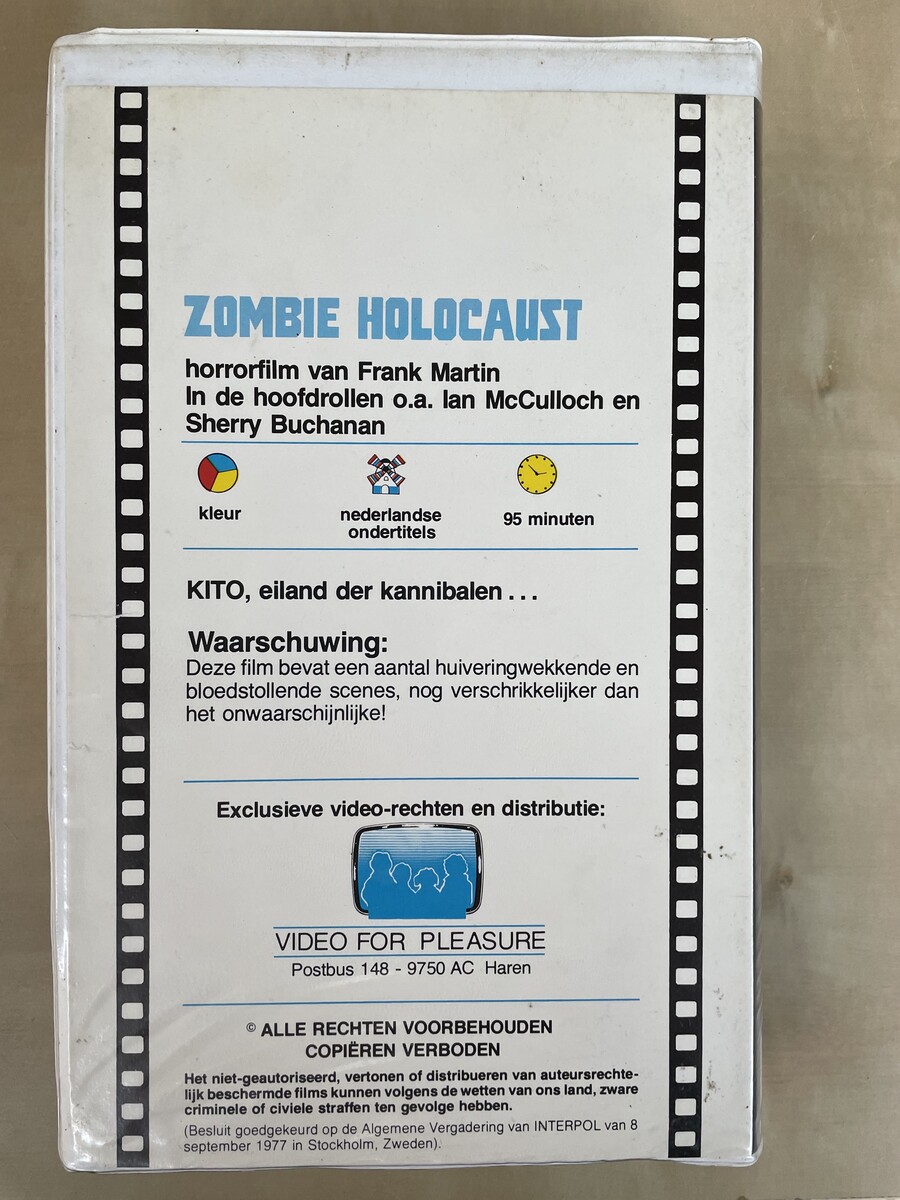 ZOMBIE HOLOCAUST
horrorfilm van Frank Martin
In de hoofdrollen o.a. Ian McCulloch en
Sherry Buchanan
kleur
nederlandse
ondertitels
95 minuten
KITO, eiland der kannibalen...
Waarschuwing:
Deze film bevat een aantal huiveringwekkende en
bloedstollende scenes, nog verschrikkelijker dan
het onwaarschijnlijke!
Exclusieve video-rechten en distributie:
VIDEO FOR PLEASURE
Postbus 148 - 9750 AC Haren
© ALLE RECHTEN VOORBEHOUDEN
COPIËREN VERBODEN
Het niet-geautoriseerd, vertonen of distribueren van auteursrechte-
lijk beschermde films kunnen volgens de wetten van ons land, zware
criminele of civiele straffen ten gevolge hebben.
(Besluit goedgekeurd op de Algemene Vergadering van INTERPOL van 8
september 1977 in Stockholm, Zweden).